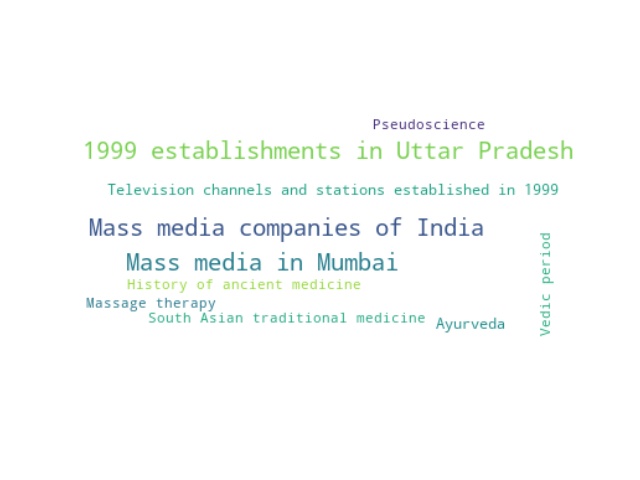 Pseudoscience
1999 establishments in Uttar Pradesh
Television channels and stations established in 1999
Mass media companies of India
Mass media in Mumbai
History of ancient medicine
Massage therapy
South Asian traditional medicine
Ayurveda
Vedic period